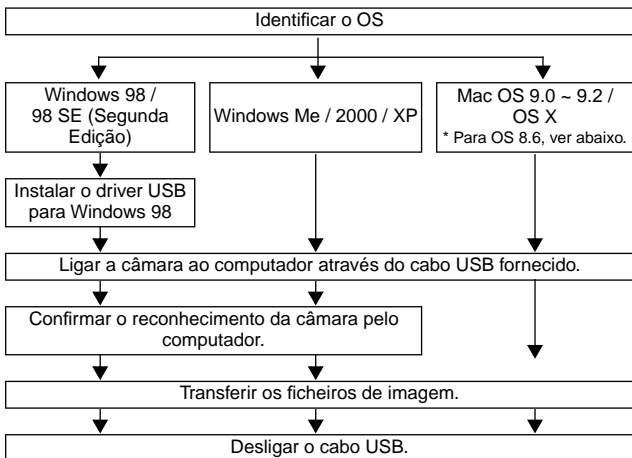 Identificar o OS
Windows 98 /
98 SE (Segunda
Edição)
Windows Me / 2000 / XP
Mac OS 9.0 ~ 9.2 /
OS X
* Para OS 8.6, ver abaixo.
Instalar o driver USB
para Windows 98
Ligar a câmara ao computador através do cabo USB fornecido.
Confirmar o reconhecimento da câmara pelo
computador.
Transferir os ficheiros de imagem.
Desligar o cabo USB.